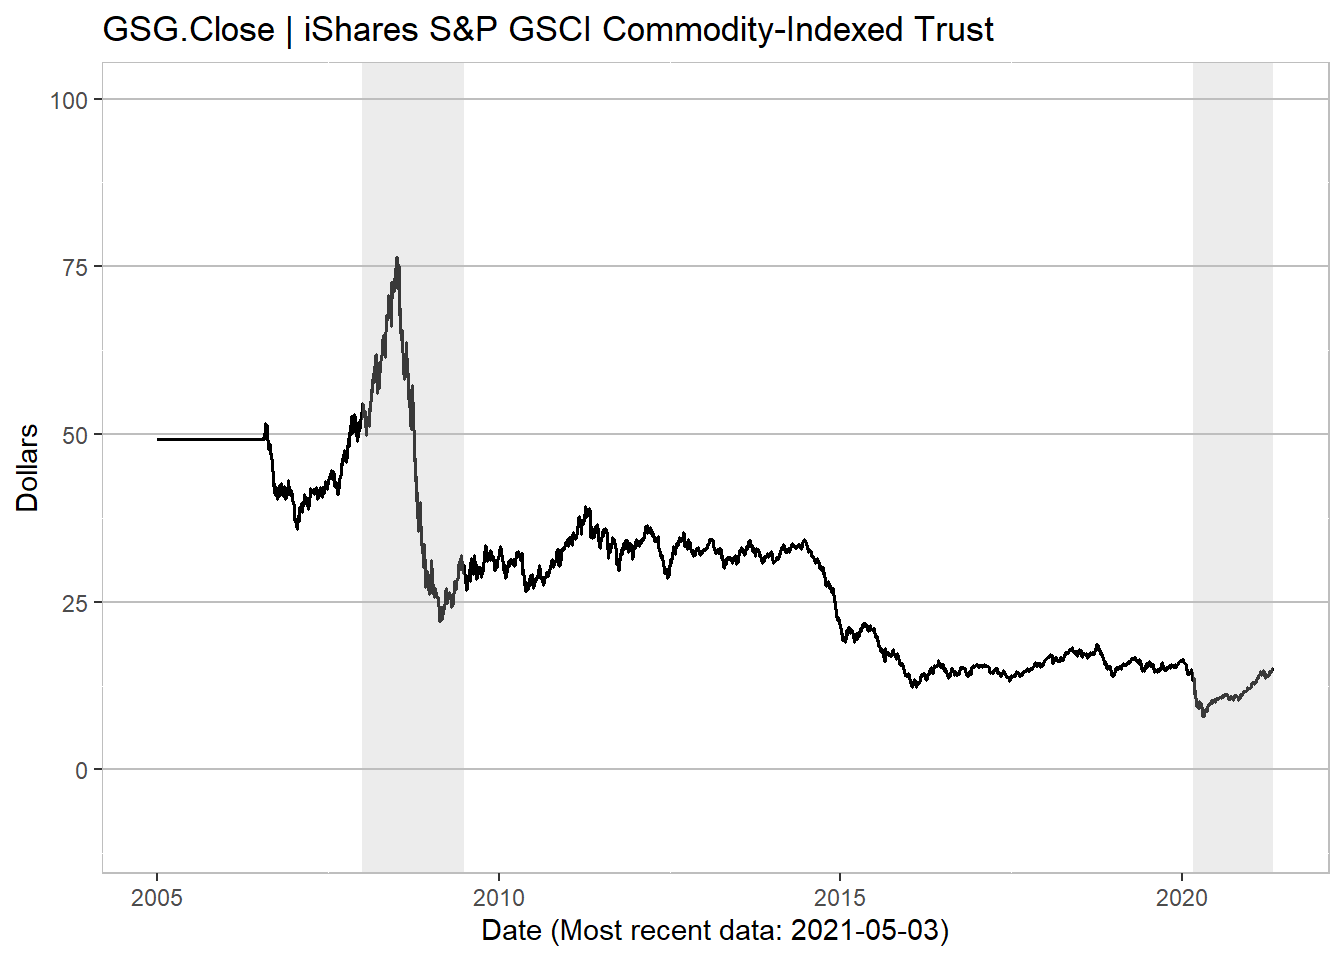 GSG.Close | iShares S&P GSCI Commodity-Indexed Trust
100
75
50
25
0
Dollars
2005 2010 2015 2020
Date (Most recent data: 2021-05-03)